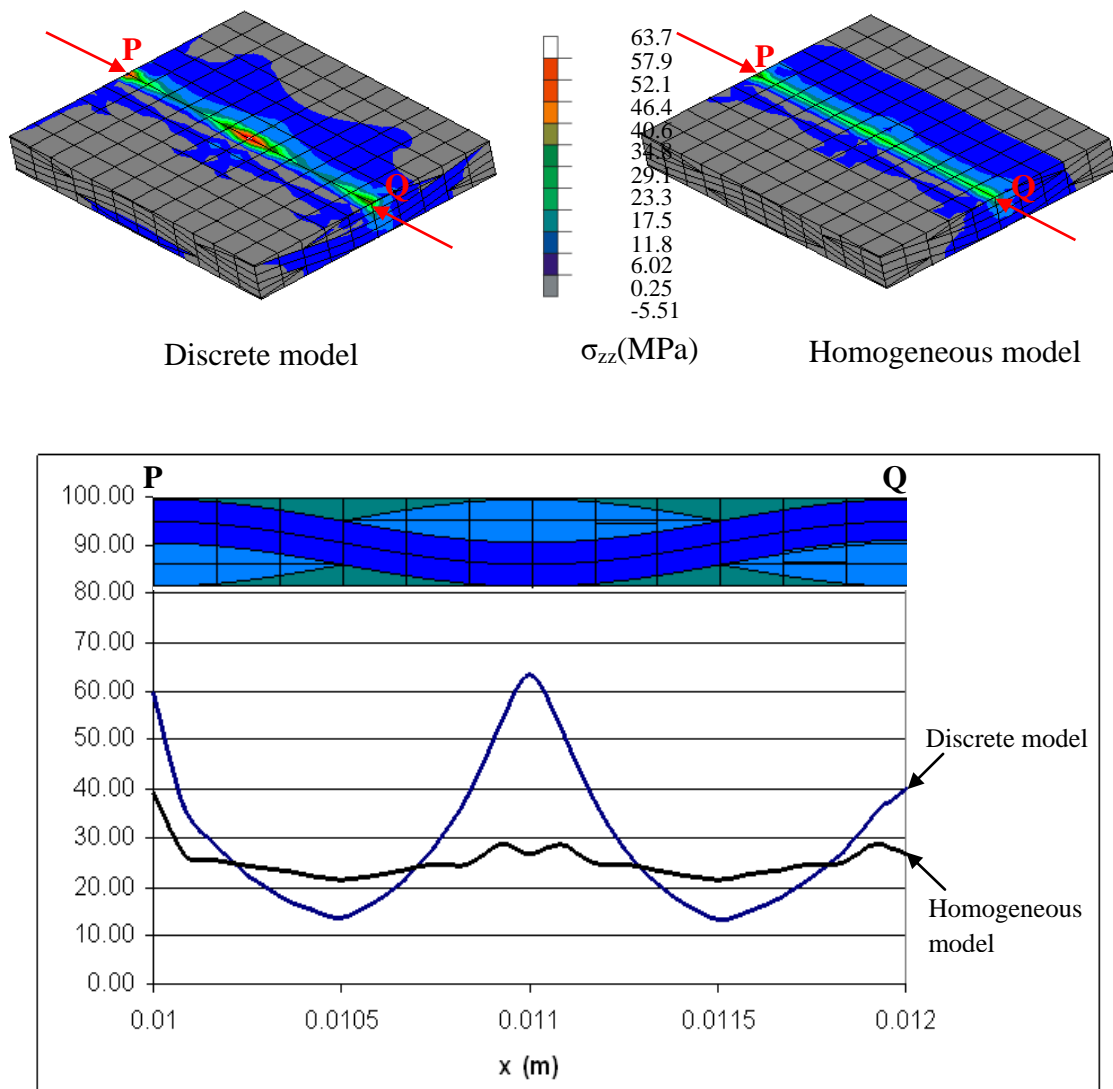 P
Q
63.7
57.9
52.1
46.4
40.6
34.8
29.1
23.3
17.5
11.8
6.02
0.25
-5.51
P
Q
Discrete model
σzz(MPa)
Homogeneous model
P
Q
100.00
90.00
80.00
70.00
60.00
50.00
40.00
30.00
20.00
10.00
0.00
Discrete model
Homogeneous
model
0.01
0.0105
0.011
0.0115
0.012
x (m)